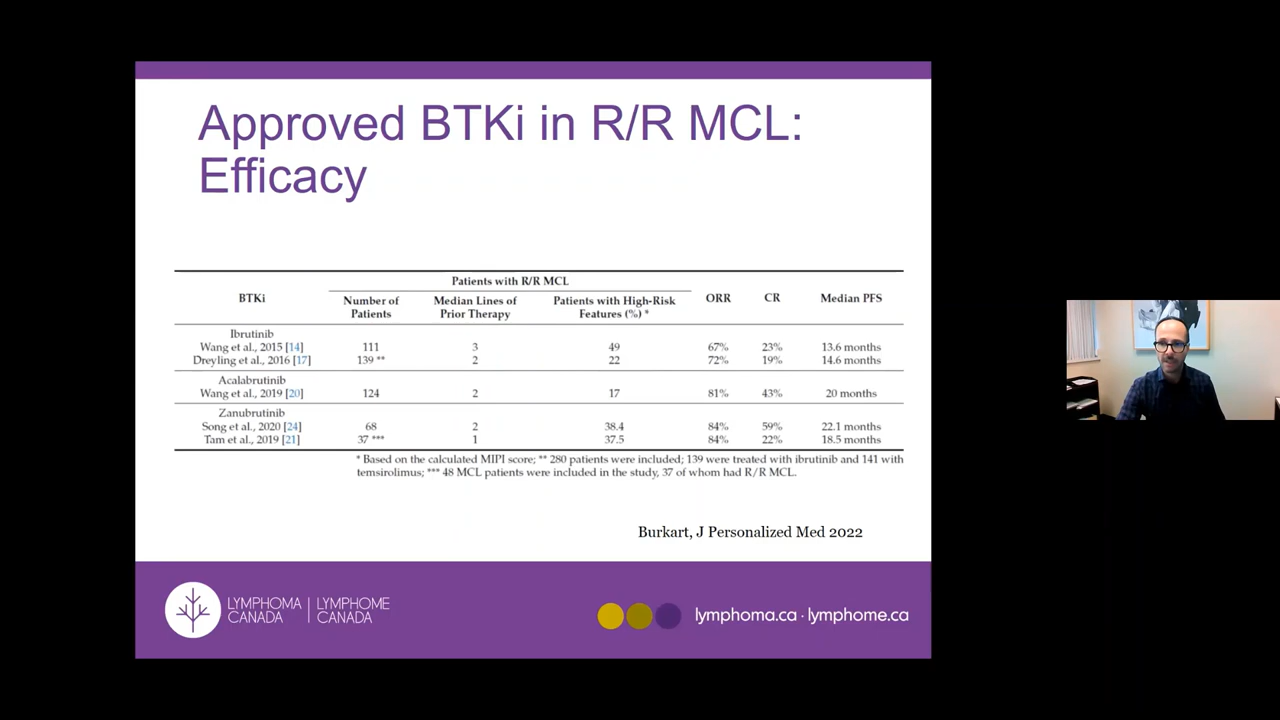 Approved BTKi in R/R MCL:
Efficacy
Patients with R/R MCL
BTKi Number of Patients Median Lines of Prior Therapy Patients with High-Risk Features (%) * ORR CR Median PFS
Ibrutinib
Wang et al., 2015 [14] 111 3 49 67% 23% 13.6 months
Dreyling et al., 2016 [17] 139 ** 2 22 72% 19% 14.6 months
Acalabrutinib
Wang et al., 2019 [20] 124 2 17 81% 43% 20 months
Zanubrutinib
Song et al., 2020 [24] 68 2 38.4 84% 59% 22.1 months
Tam et al., 2019 [21] 37 *** 1 37.5 84% 22% 18.5 months
* Based on the calculated MIPI score; ** 280 patients were included; 139 were treated with ibrutinib and 141 with
temsirolimus; *** 48 MCL patients were included in the study, 37 of whom had R/R MCL.
Burkart, J Personalized Med 2022
LYMPHOMA | LYMPHOME
CANADA | CANADA
lymphoma.ca · lymphome.ca